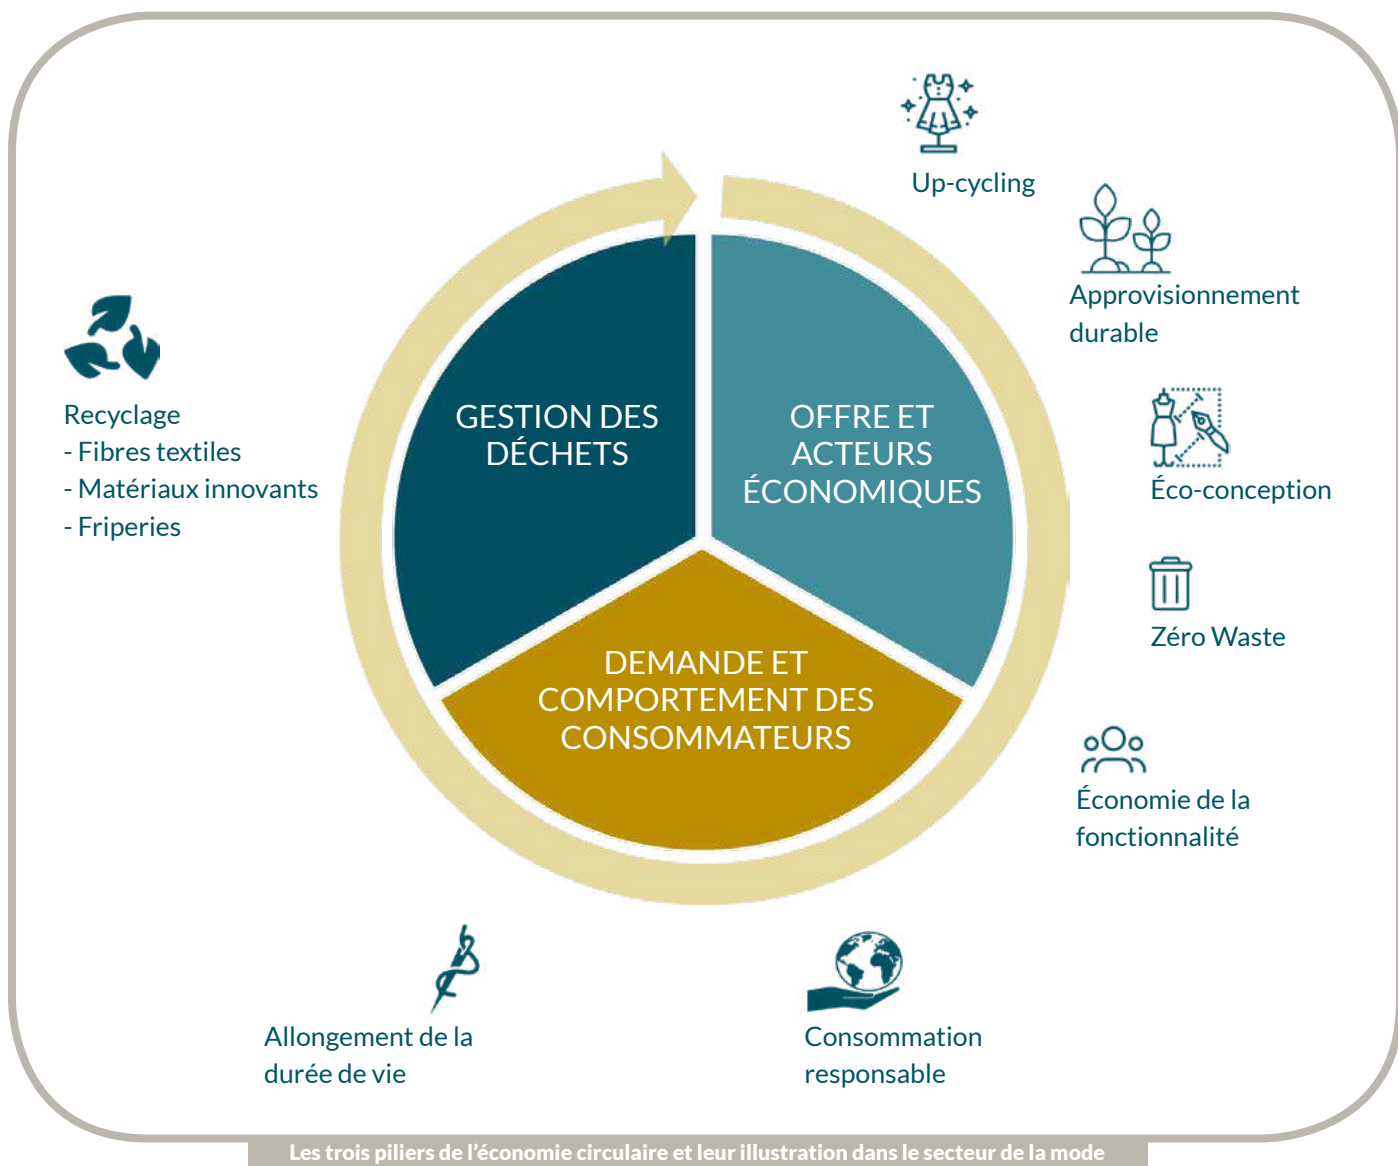 Up-cycling
Approvisionnement
durable
Éco-conception
Zéro Waste
Économie de la
fonctionnalité
Consommation
responsable
Allongement de la
durée de vie
Recyclage
- Fibres textiles
- Matériaux innovants
- Friperies
GESTION DES
DÉCHETS
OFFRE ET
ACTEURS
ÉCONOMIQUES
DEMANDE ET
COMPORTEMENT DES
CONSOMMATEURS
Les trois piliers de l'économie circulaire et leur illustration dans le secteur de la mode